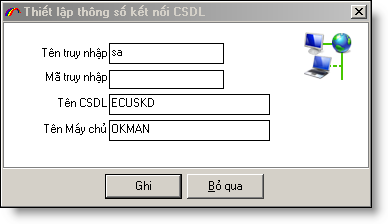 Thiết lập thông số kết nối CSDL
Tên truy nhập sa
Mã truy nhập
Tên CSDL ECUSKD
Tên Máy chủ OKMAN
Ghi Bỏ qua